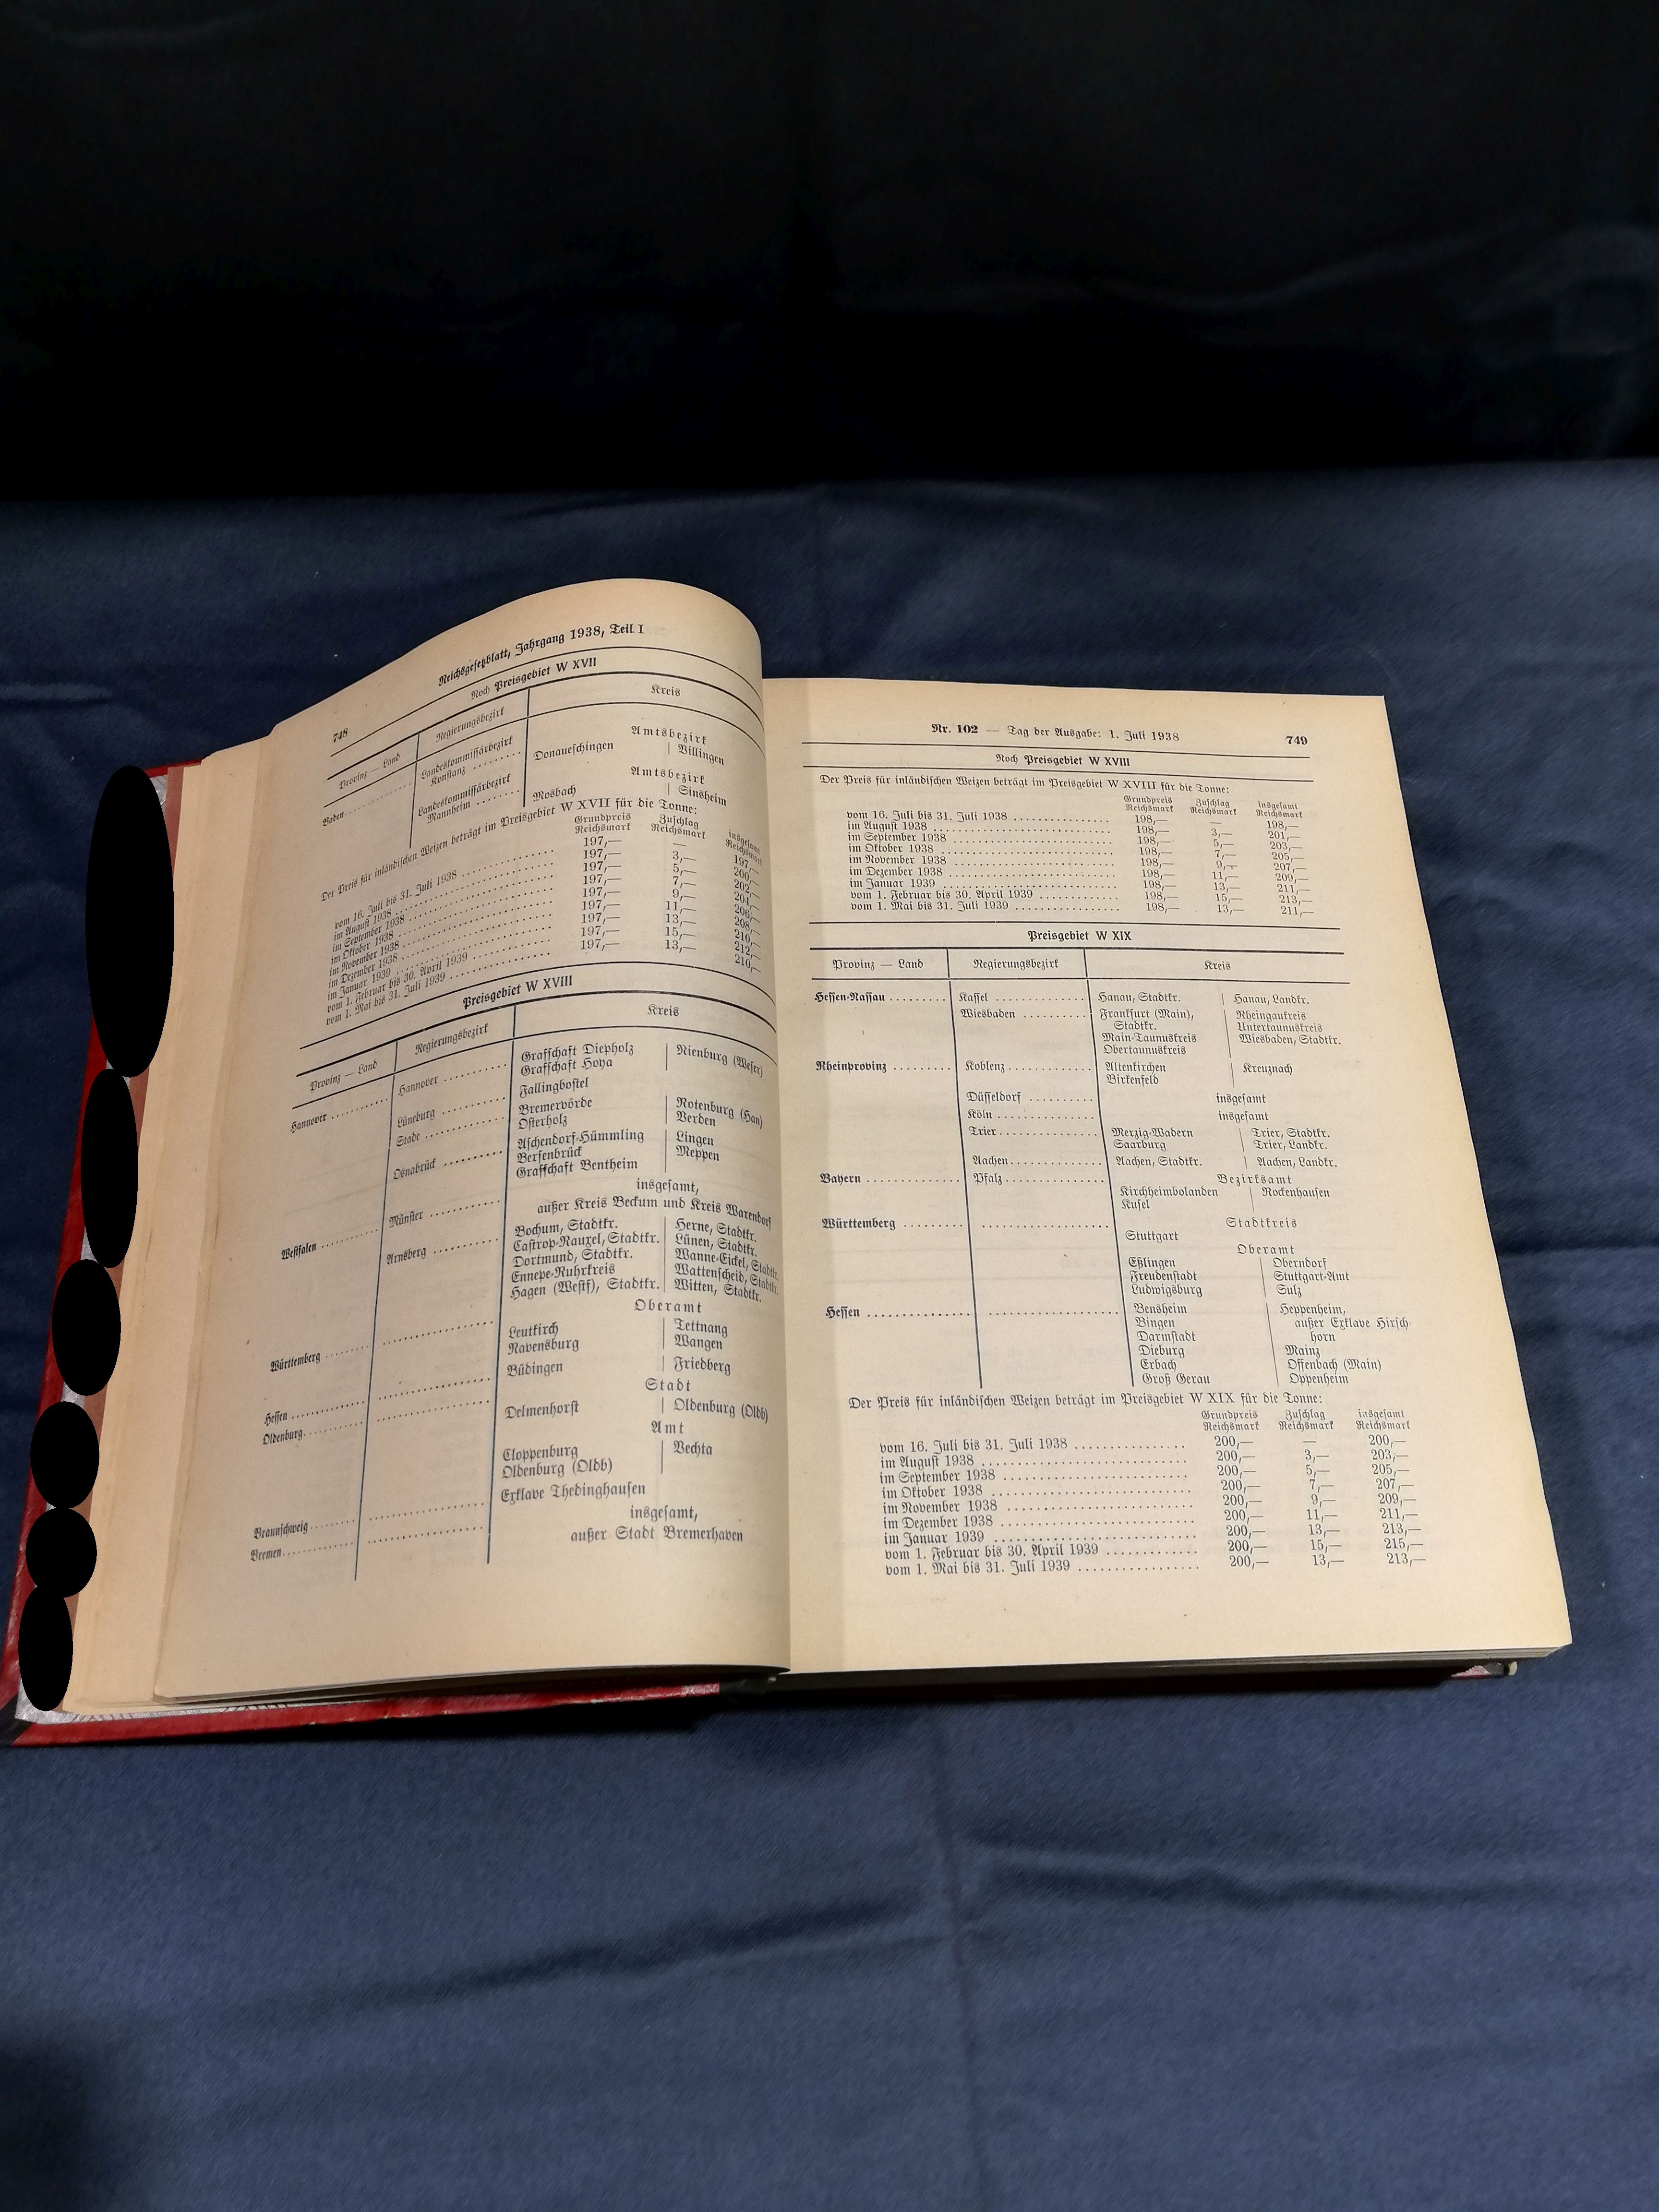 748
Reichsgesetzblatt, Jahrgang 1938, Teil I
Noch Preisgebiet W XVII
Provinz — Land Regierungsbezirk Kreis
Baden Landeskommissärbezirk Konstanz Amtsbezirk
Donaueschingen Villingen
Landeskommissärbezirk Mannheim Amtsbezirk
Mosbach Sinsheim
Der Preis für inländischen Weizen beträgt im Preisgebiet W XVII für die Tonne:
Grundpreis Reichsmark Zuschlag Reichsmark insgesamt Reichsmark
vom 16. Juli bis 31. Juli 1938 197,— — 197,—
im August 1938 197,— 3,— 200,—
im September 1938 197,— 5,— 202,—
im Oktober 1938 197,— 7,— 204,—
im November 1938 197,— 9,— 206,—
im Dezember 1938 197,— 11,— 208,—
im Januar 1939 197,— 13,— 210,—
vom 1. Februar bis 30. April 1939 197,— 15,— 212,—
vom 1. Mai bis 31. Juli 1939 197,— 13,— 210,—
Preisgebiet W XVIII
Provinz — Land Regierungsbezirk Kreis
Hannover Hannover Grafschaft Diepholz Nienburg (Weser)
Grafschaft Hoya
Lüneburg Fallingbostel
Stade Bremervörde Rotenburg (Han)
Osterholz Verden
Osnabrück Aschendorf-Hümmling Lingen
Bersenbrück Meppen
Grafschaft Bentheim
Westfalen Münster insgesamt,
außer Kreis Beckum und Kreis Warendorf
Arnsberg Bochum, Stadtkr. Herne, Stadtkr.
Castrop-Rauxel, Stadtkr. Lünen, Stadtkr.
Dortmund, Stadtkr. Wanne-Eickel, Stadtkr.
Ennepe-Ruhrkreis Wattenscheid, Stadtkr.
Hagen (Westf), Stadtkr. Witten, Stadtkr.
Württemberg Oberamt
Leutkirch Tettnang
Ravensburg Wangen
Hessen Büdingen Friedberg
Oldenburg Stadt
Delmenhorst Oldenburg (Oldb)
Amt
Cloppenburg Vechta
Oldenburg (Oldb)
Braunschweig Exklave Thedinghausen
Bremen insgesamt,
außer Stadt Bremerhaven
Nr. 102 — Tag der Ausgabe: 1. Juli 1938 749
Noch Preisgebiet W XVIII
Der Preis für inländischen Weizen beträgt im Preisgebiet W XVIII für die Tonne:
Grundpreis Reichsmark Zuschlag Reichsmark insgesamt Reichsmark
vom 16. Juli bis 31. Juli 1938 198,— — 198,—
im August 1938 198,— 3,— 201,—
im September 1938 198,— 5,— 203,—
im Oktober 1938 198,— 7,— 205,—
im November 1938 198,— 9,— 207,—
im Dezember 1938 198,— 11,— 209,—
im Januar 1939 198,— 13,— 211,—
vom 1. Februar bis 30. April 1939 198,— 15,— 213,—
vom 1. Mai bis 31. Juli 1939 198,— 13,— 211,—
Preisgebiet W XIX
Provinz — Land Regierungsbezirk Kreis
Hessen-Nassau Kassel Hanau, Stadtkr. Hanau, Landkr.
Wiesbaden Frankfurt (Main), Rheingaukreis
Stadtkr. Untertaunuskreis
Main-Taunuskreis Wiesbaden, Stadtkr.
Obertaunuskreis
Rheinprovinz Koblenz Altenkirchen Kreuznach
Birkenfeld
Düsseldorf insgesamt
Köln insgesamt
Trier Merzig-Wadern Trier, Stadtkr.
Saarburg Trier, Landkr.
Aachen Aachen, Stadtkr. Aachen, Landkr.
Bayern Pfalz Bezirksamt
Kirchheimbolanden Rockenhausen
Kusel
Württemberg Stadtkreis
Stuttgart
Oberamt
Eßlingen Oberndorf
Freudenstadt Stuttgart-Amt
Ludwigsburg Sulz
Hessen Bensheim Heppenheim,
Bingen außer Exklave Hirsch-
Darmstadt horn
Dieburg Mainz
Erbach Offenbach (Main)
Groß Gerau Oppenheim
Der Preis für inländischen Weizen beträgt im Preisgebiet W XIX für die Tonne:
Grundpreis Reichsmark Zuschlag Reichsmark insgesamt Reichsmark
vom 16. Juli bis 31. Juli 1938 200,— — 200,—
im August 1938 200,— 3,— 203,—
im September 1938 200,— 5,— 205,—
im Oktober 1938 200,— 7,— 207,—
im November 1938 200,— 9,— 209,—
im Dezember 1938 200,— 11,— 211,—
im Januar 1939 200,— 13,— 213,—
vom 1. Februar bis 30. April 1939 200,— 15,— 215,—
vom 1. Mai bis 31. Juli 1939 200,— 13,— 213,—